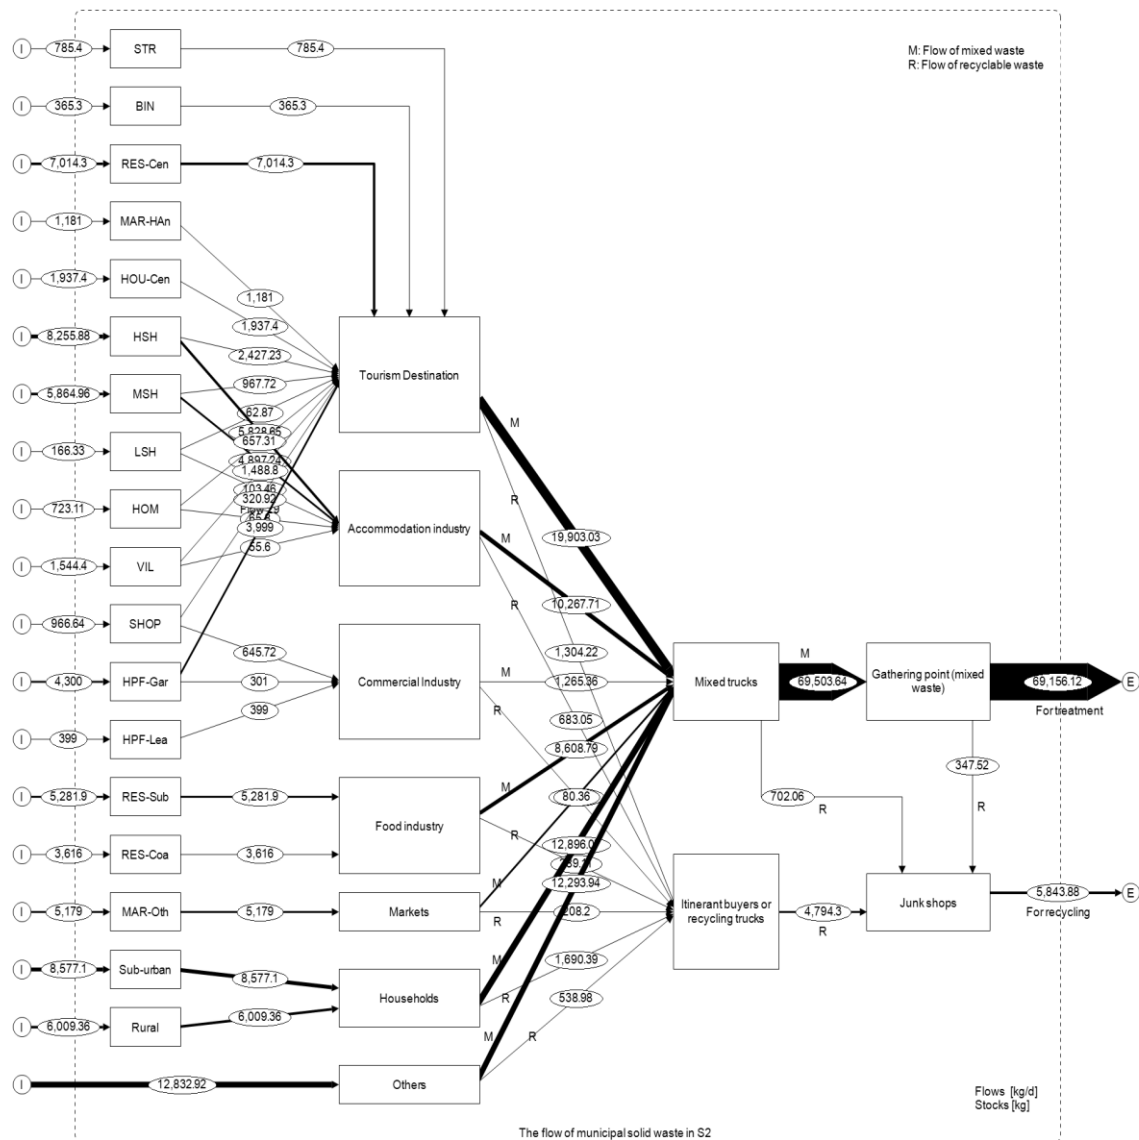 M: Flow of mixed waste
R: Flow of recyclable waste
I 785.4 STR 785.4
I 365.3 BIN 365.3
I 7,014.3 RES-Cen 7,014.3
I 1,181 MAR-HAn 1,181
I 1,937.4 HOU-Cen 1,937.4
I 8,255.88 HSH 2,427.23
I 5,864.96 MSH 967.72
I 166.33 LSH 62.87
657.31
1,488.8
I 723.11 HOM 320.92
3,999
I 1,544.4 VIL 55.6
I 966.64 SHOP 645.72
I 4,300 HPF-Gar 301
I 399 HPF-Lea 399
I 5,281.9 RES-Sub 5,281.9
I 3,616 RES-Coa 3,616
I 5,179 MAR-Oth 5,179
I 8,577.1 Sub-urban 8,577.1
I 6,009.36 Rural 6,009.36
I 12,832.92
Tourism Destination
Accommodation industry
Commercial Industry
Food industry
Markets
Households
Others
M
R
19,903.03
M
10,267.71
R
1,304.22
M
1,265.36
R
683.05
8,608.79
M
80.36
R
12,896.0
M
12,293.94
R
208.2
M
1,690.39
R
538.98
M
R
Mixed trucks
M
69,503.64
Gathering point (mixed
waste)
69,156.12 E
For treatment
702.06
R
347.52
R
Itinerant buyers or
recycling trucks
4,794.3
R
Junk shops
5,843.88 E
For recycling
Flows [kg/d]
Stocks [kg]
The flow of municipal solid waste in S2